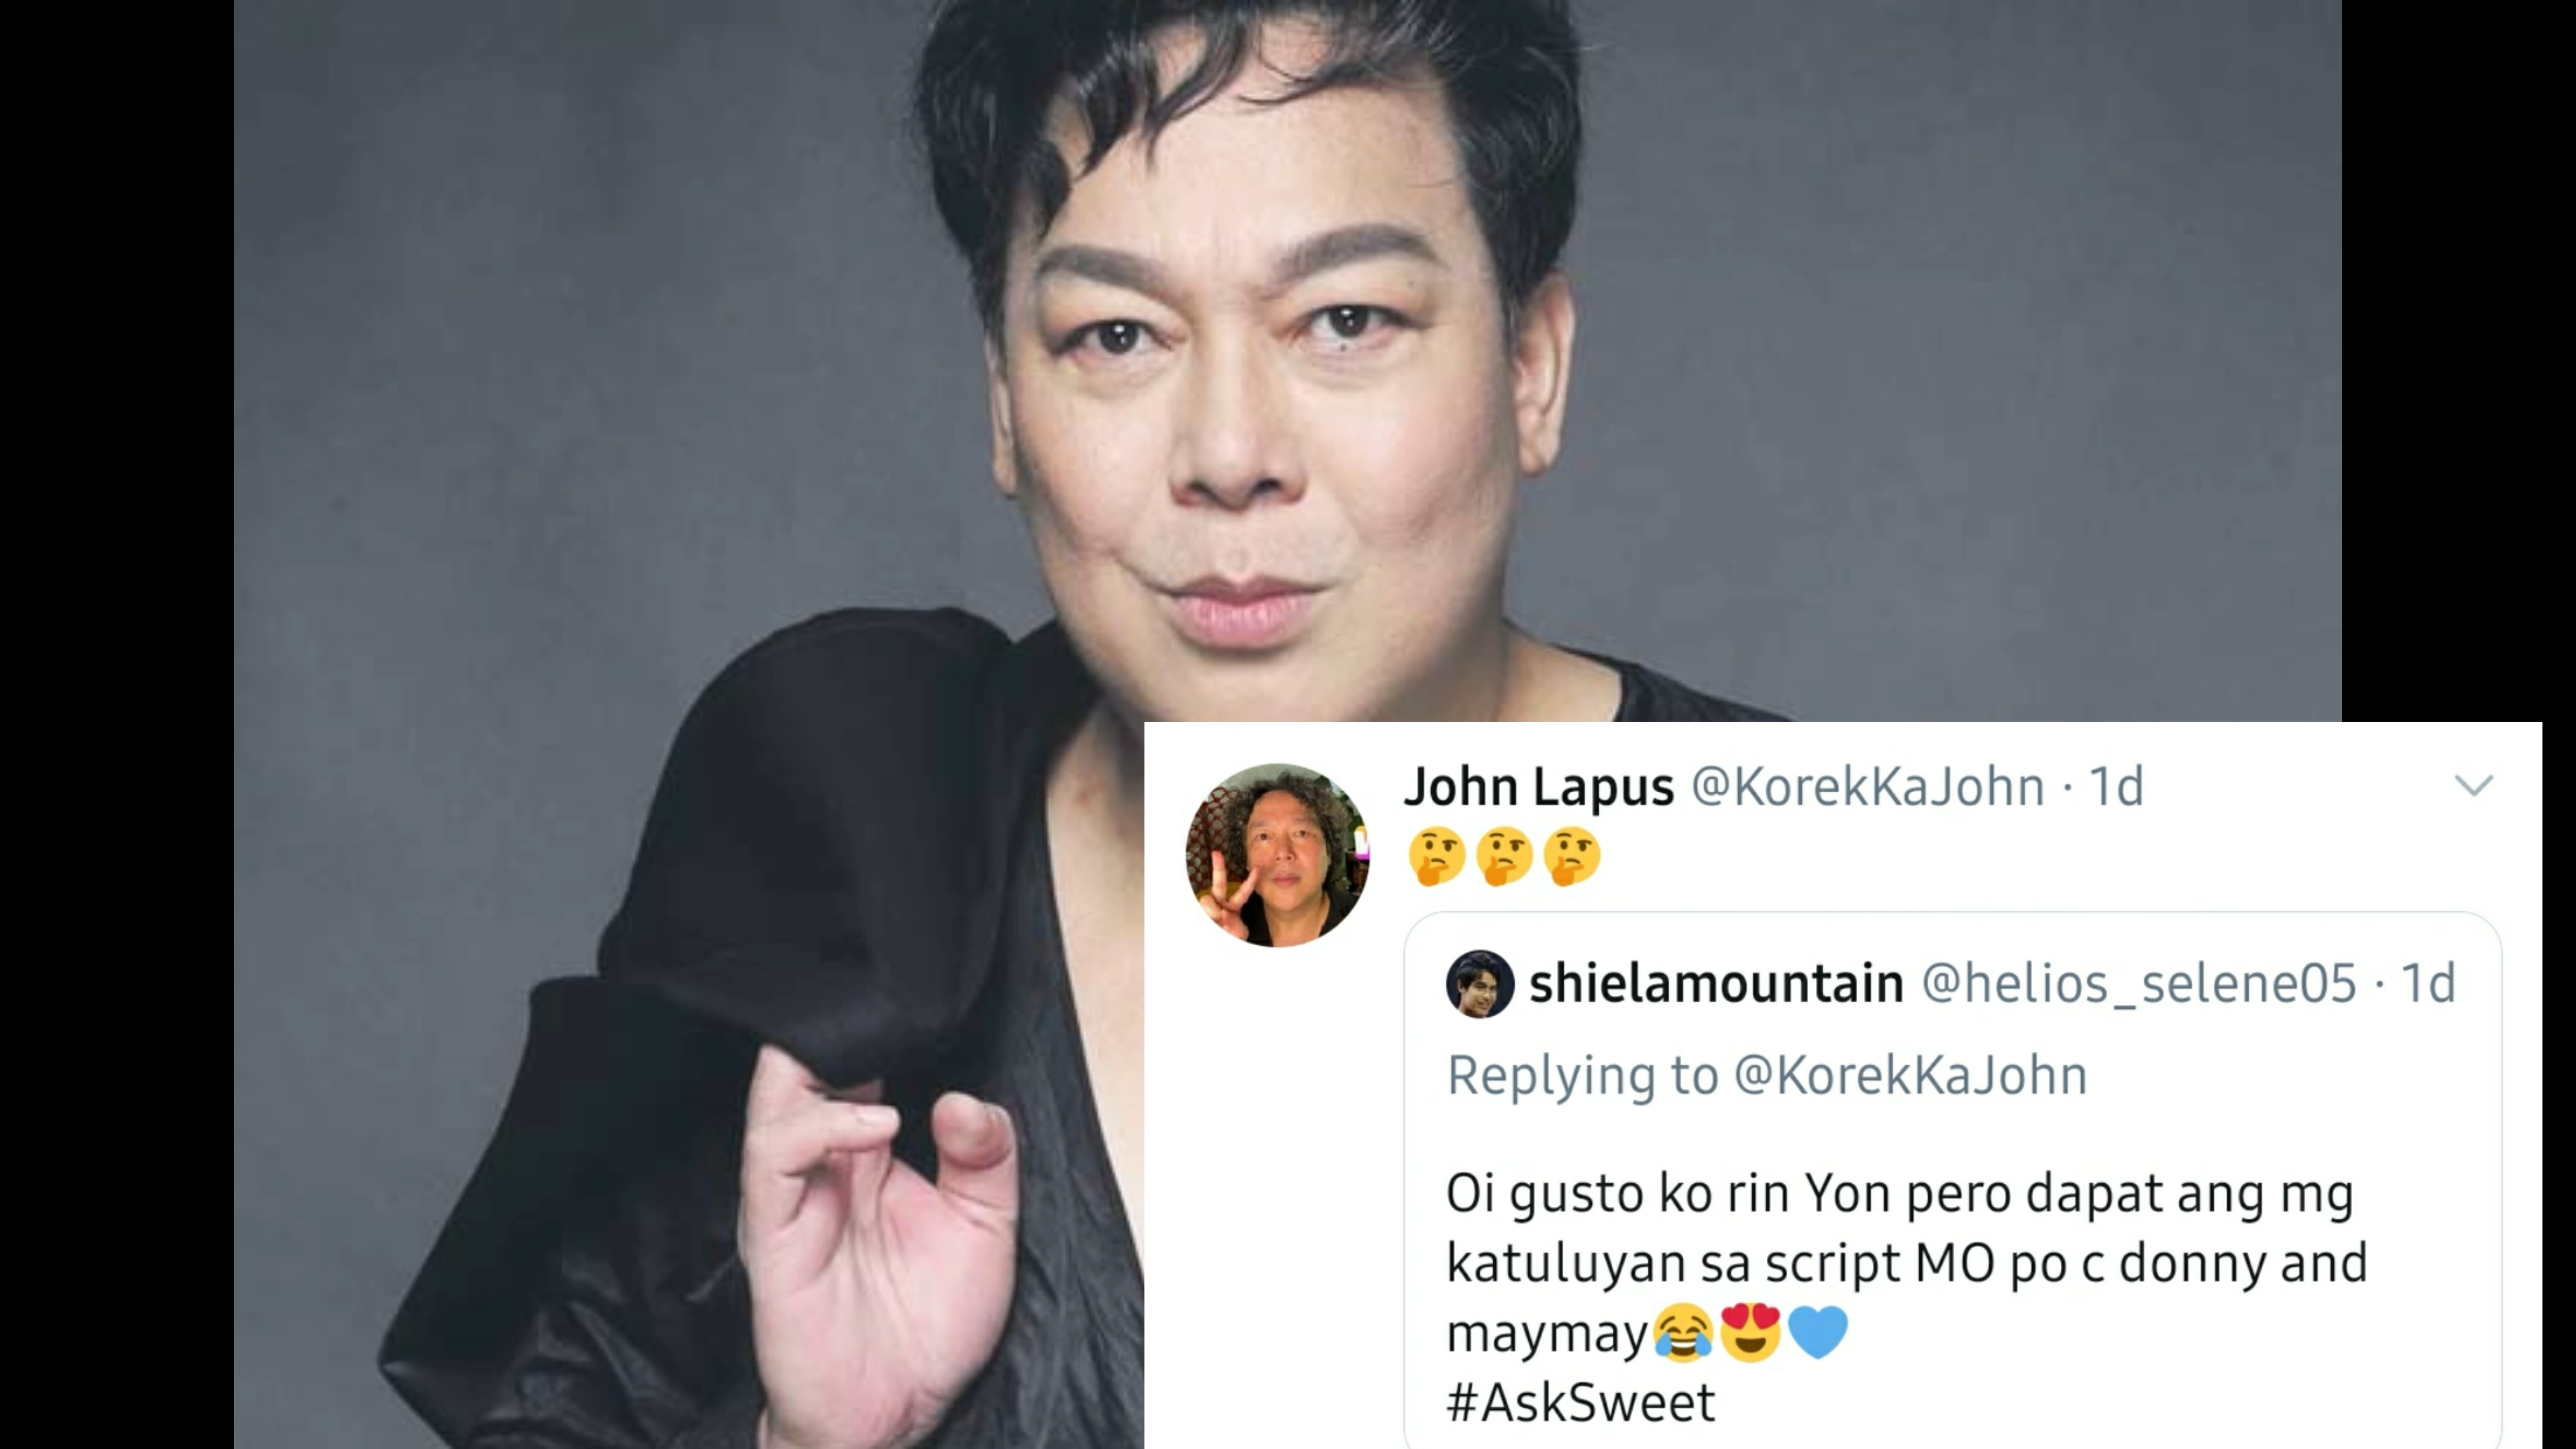 John Lapus @KorekKaJohn · 1d
🤔🤔🤔
shielamountain @helios_selene05 · 1d
Replying to @KorekKaJohn
Oi gusto ko rin Yon pero dapat ang mg
katuluyan sa script MO po c donny and
maymay😂😍💙
#AskSweet